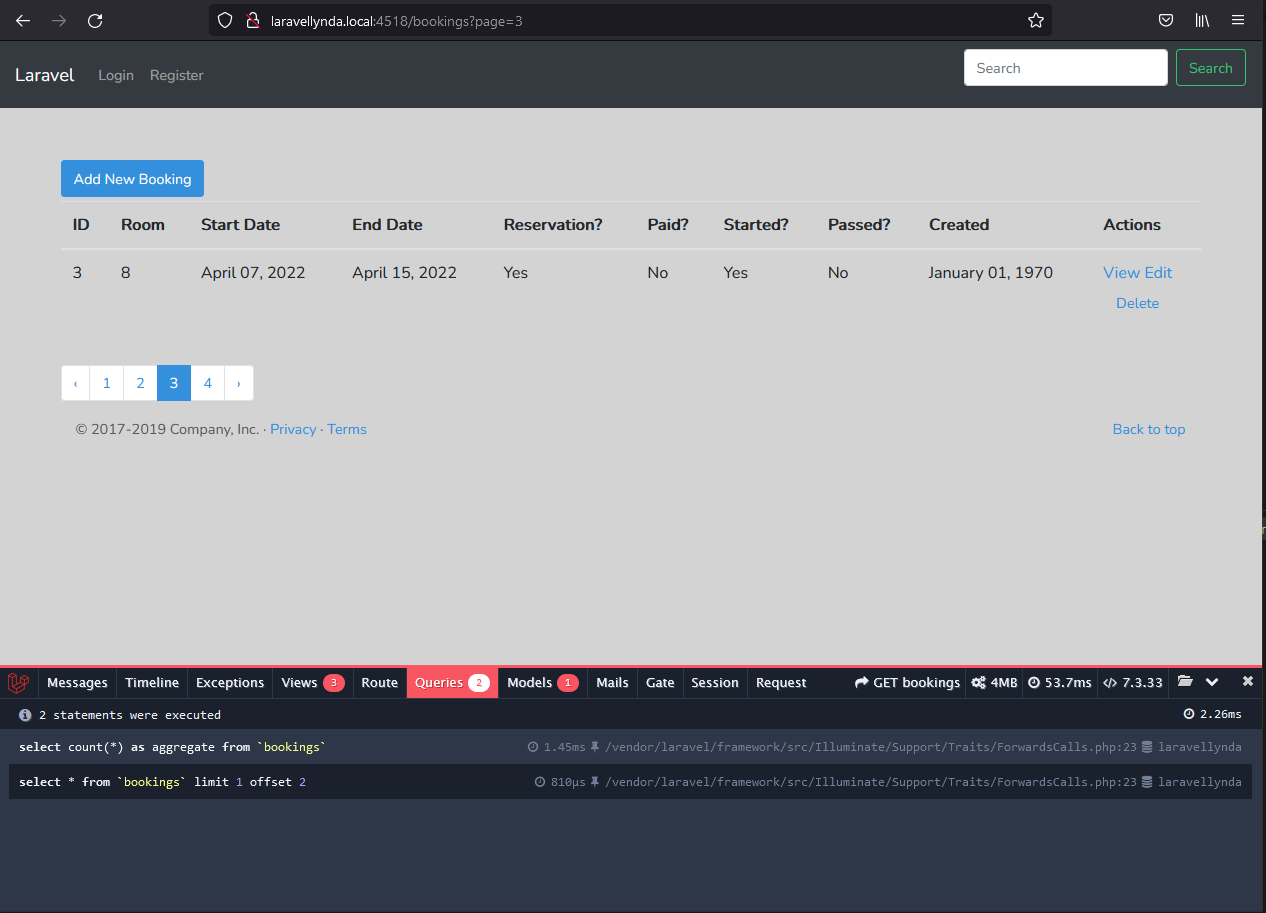 laravellynda.local:4518/bookings?page=3
Laravel Login Register Search Search
Add New Booking
ID Room Start Date End Date Reservation? Paid? Started? Passed? Created Actions
3 8 April 07, 2022 April 15, 2022 Yes No Yes No January 01, 1970 View Edit
Delete
‹ 1 2 3 4 ›
© 2017-2019 Company, Inc. · Privacy · Terms Back to top
Messages Timeline Exceptions Views 3 Route Queries 2 Models 1 Mails Gate Session Request GET bookings 4MB 53.7ms 7.3.33
2 statements were executed 2.26ms
select count(*) as aggregate from `bookings` 1.45ms /vendor/laravel/framework/src/Illuminate/Support/Traits/ForwardsCalls.php:23 laravellynda
select * from `bookings` limit 1 offset 2 810μs /vendor/laravel/framework/src/Illuminate/Support/Traits/ForwardsCalls.php:23 laravellynda